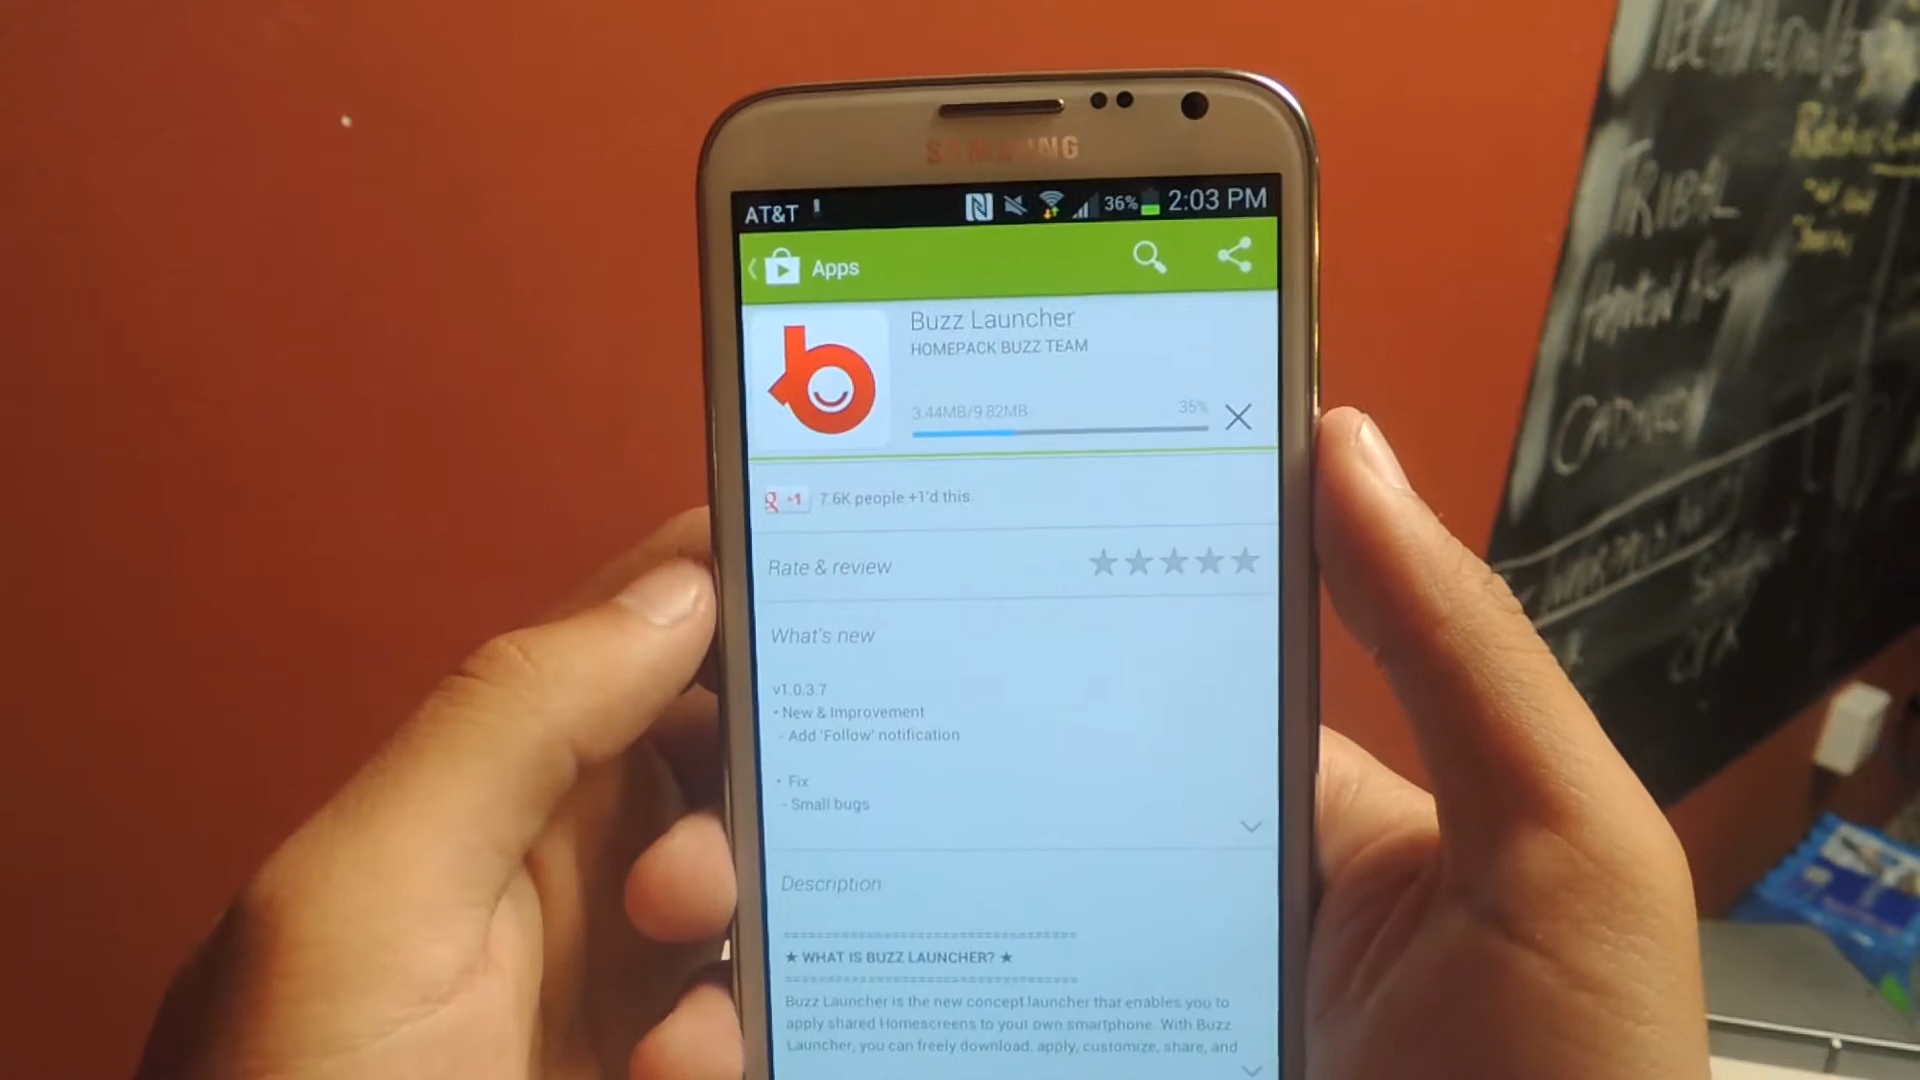 SAMSUNG
AT&T
36%
2:03 PM
Apps
Buzz Launcher
HOMEPACK BUZZ TEAM
3.44MB/9.82MB
35%
g +1
7.6K people +1'd this.
Rate & review
What's new
v1.0.3.7
• New & Improvement
- Add 'Follow' notification
• Fix
- Small bugs
Description
★ WHAT IS BUZZ LAUNCHER? ★
Buzz Launcher is the new concept launcher that enables you to
apply shared Homescreens to your own smartphone. With Buzz
Launcher, you can freely download, apply, customize, share, and
TRIBAL